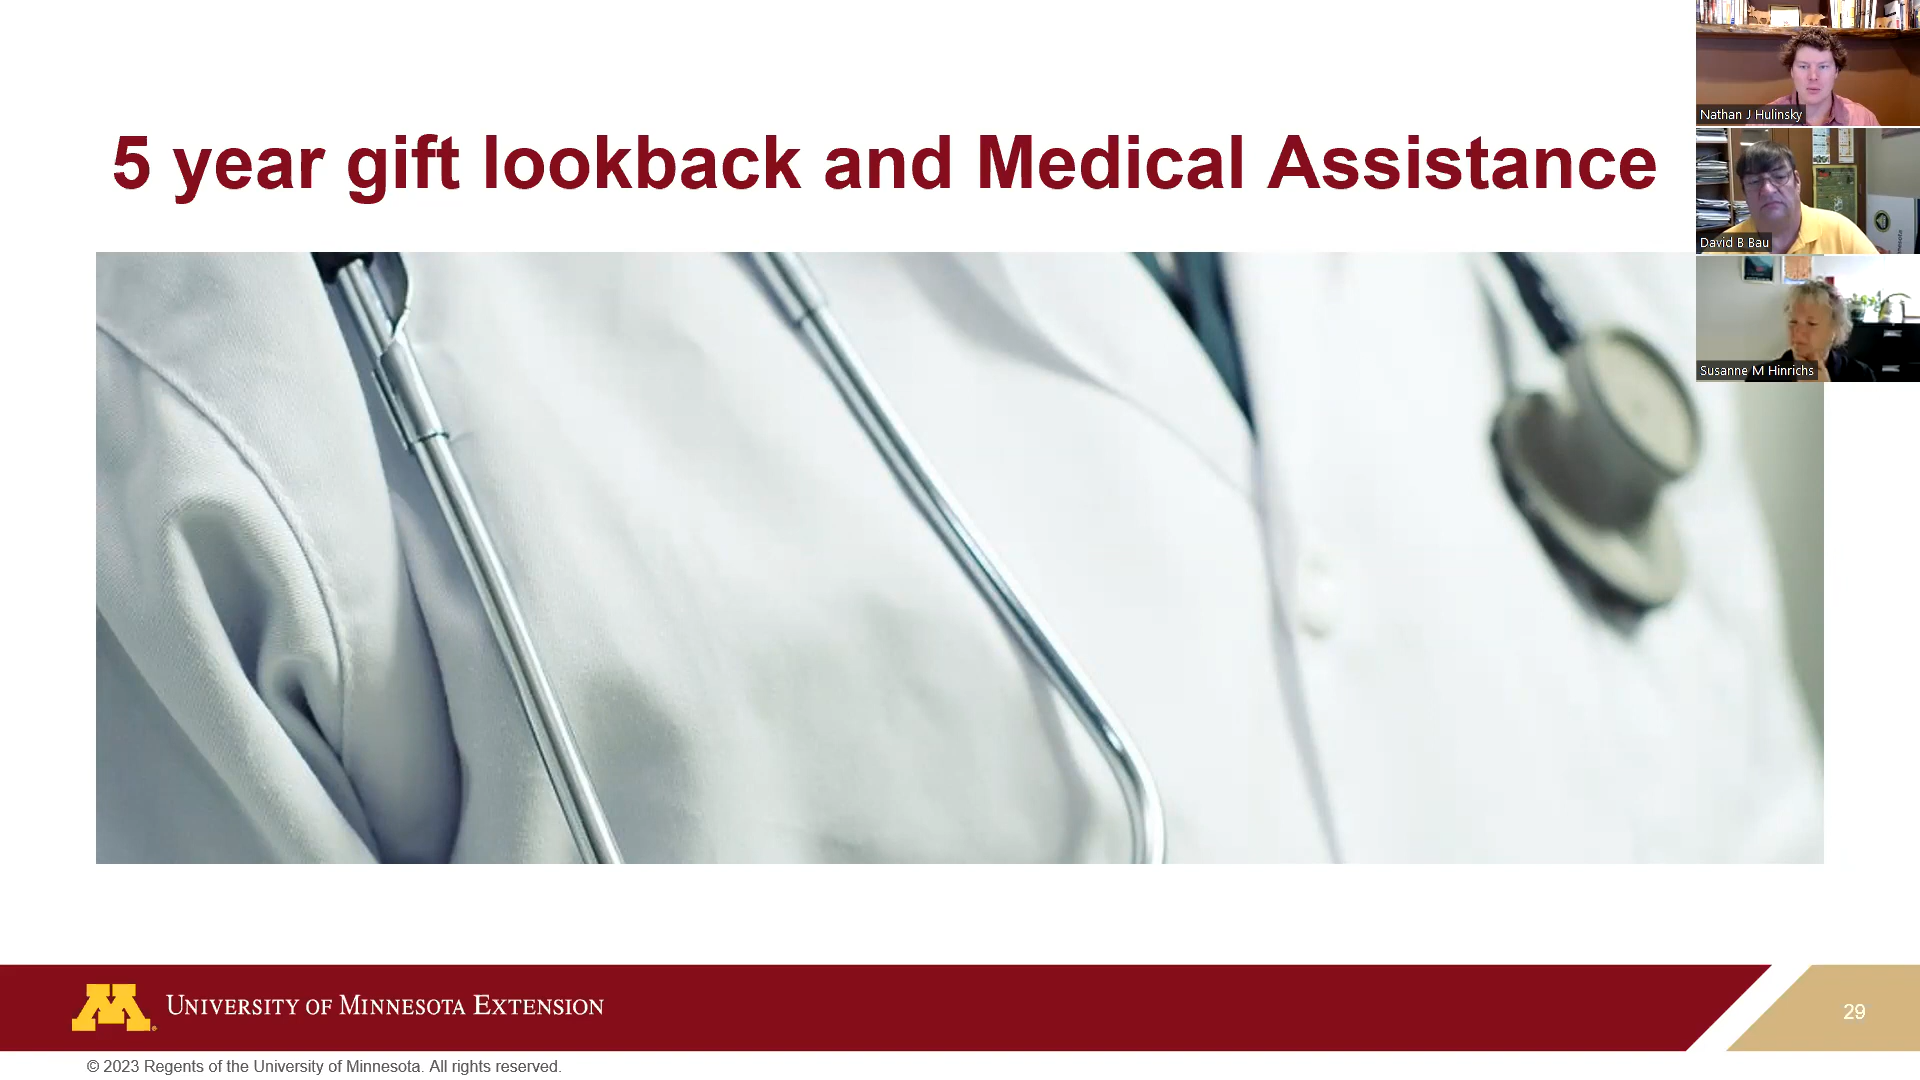 5 year gift lookback and Medical Assistance
Nathan J Hulinsky
David B Bau
Susanne M Hinrichs
UNIVERSITY OF MINNESOTA EXTENSION
29
© 2023 Regents of the University of Minnesota. All rights reserved.